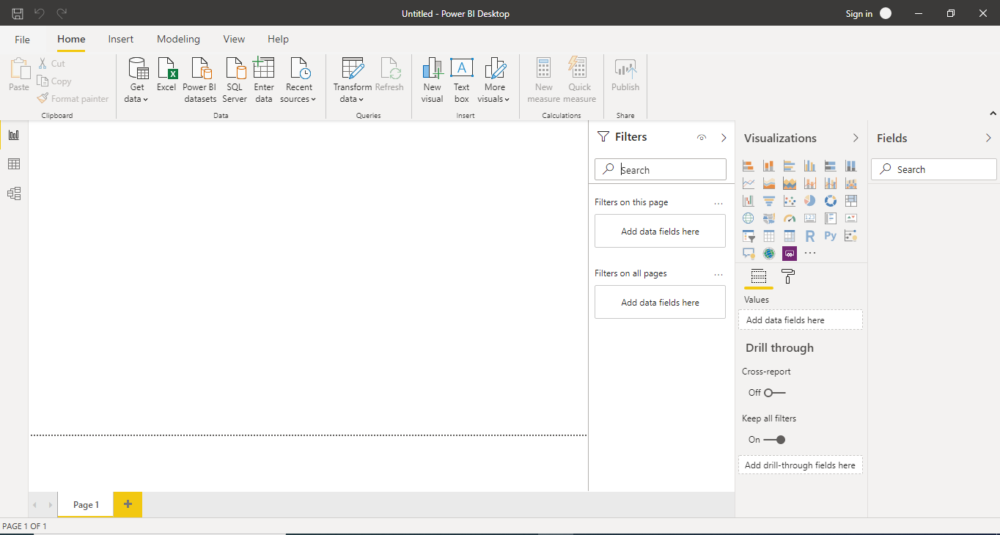 Untitled - Power BI Desktop
Sign in
File
Home
Insert
Modeling
View
Help
Paste
Cut
Copy
Format painter
Clipboard
Get
data
Excel
Power BI
datasets
SQL
Server
Enter
data
Recent
sources
Data
Transform
data
Refresh
Queries
New
visual
Text
box
More
visuals
Insert
New
measure
Quick
measure
Calculations
Publish
Share
Filters
Search
Filters on this page
...
Add data fields here
Filters on all pages
...
Add data fields here
Visualizations
123
R
Py
...
Values
Add data fields here
Drill through
Cross-report
Off
Keep all filters
On
Add drill-through fields here
Fields
Search
Page 1
+
PAGE 1 OF 1